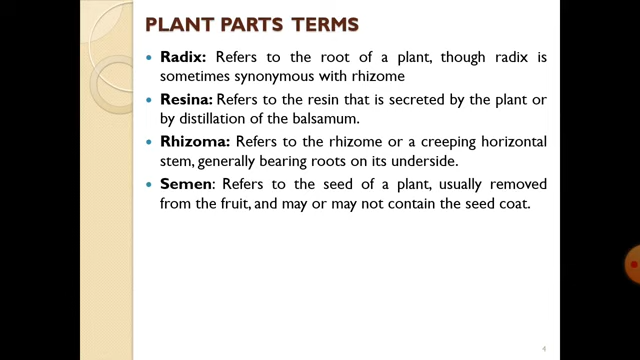 PLANT PARTS TERMS
• Radix: Refers to the root of a plant, though radix is
sometimes synonymous with rhizome
• Resina: Refers to the resin that is secreted by the plant or
by distillation of the balsamum.
• Rhizoma: Refers to the rhizome or a creeping horizontal
stem, generally bearing roots on its underside.
• Semen: Refers to the seed of a plant, usually removed
from the fruit, and may or may not contain the seed coat.
4